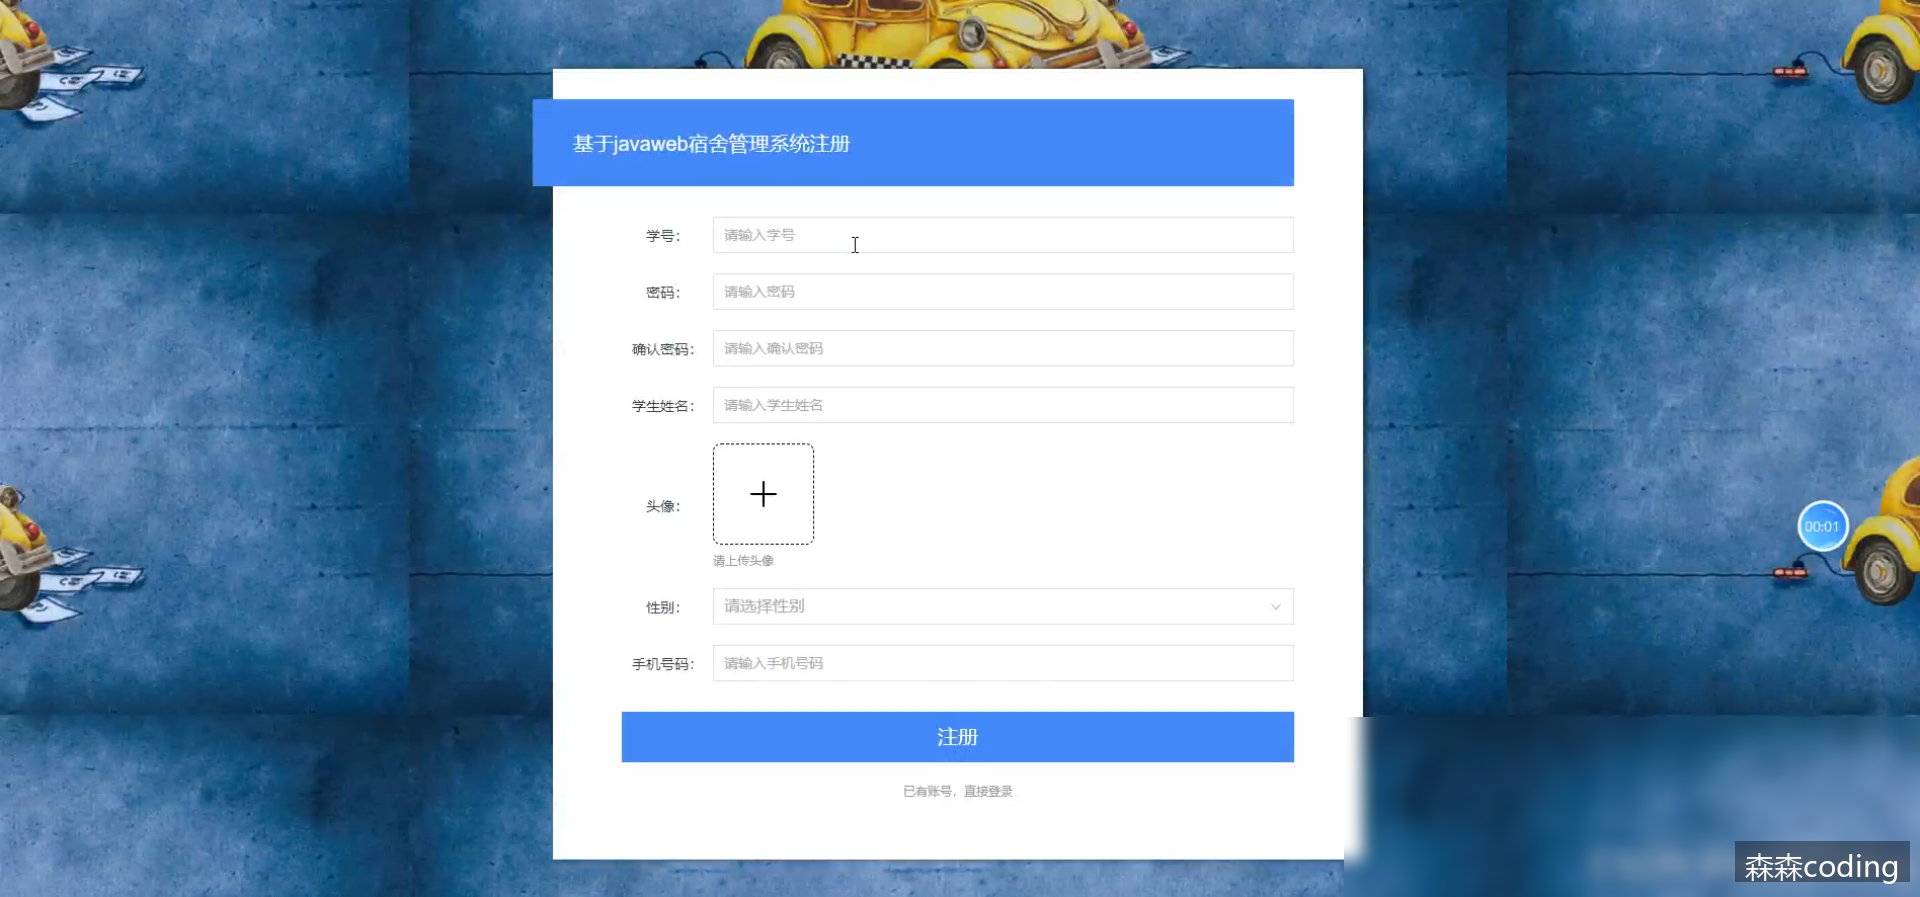 基于javaweb宿舍管理系统注册
学号：
请输入学号
密码：
请输入密码
确认密码：
请输入确认密码
学生姓名：
请输入学生姓名
头像：
请上传头像
性别：
请选择性别
手机号码：
请输入手机号码
注册
已有账号，直接登录
00:01
森森coding